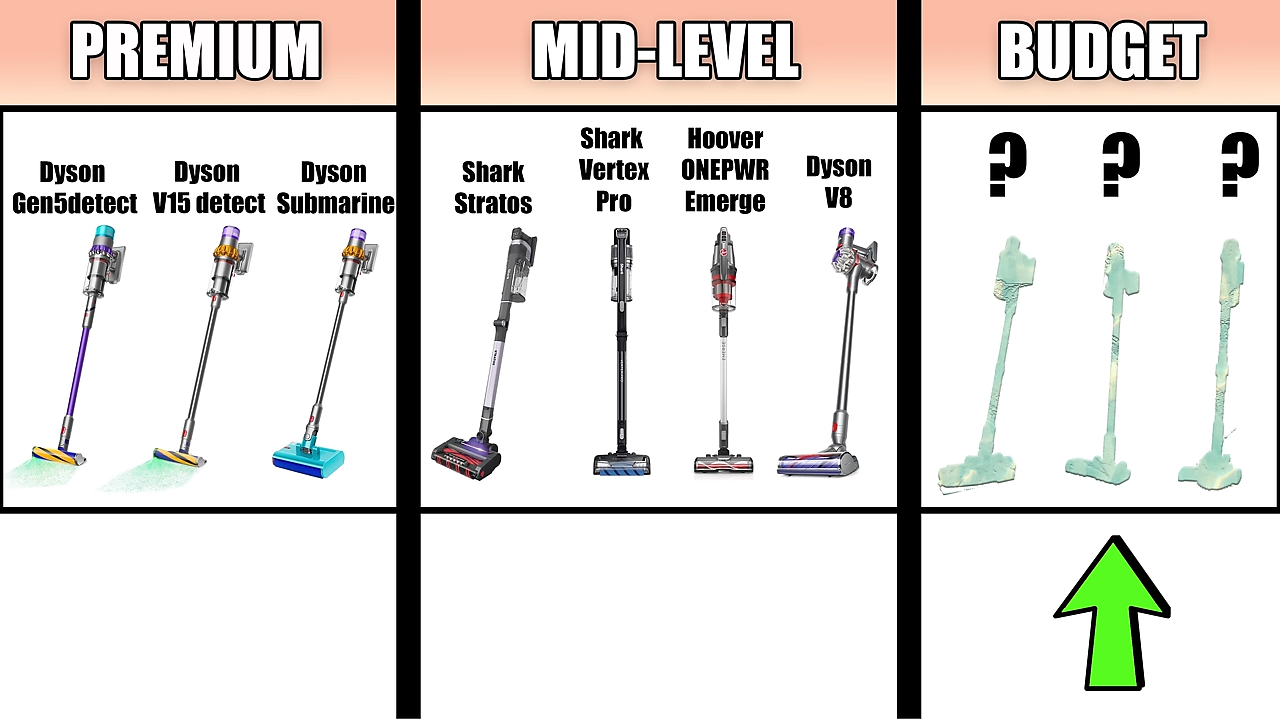 PREMIUM
MID-LEVEL
BUDGET
Dyson
Gen5detect
Dyson
V15 detect
Dyson
Submarine
Shark
Stratos
Shark
Vertex
Pro
Hoover
ONEPWR
Emerge
Dyson
V8
?
?
?